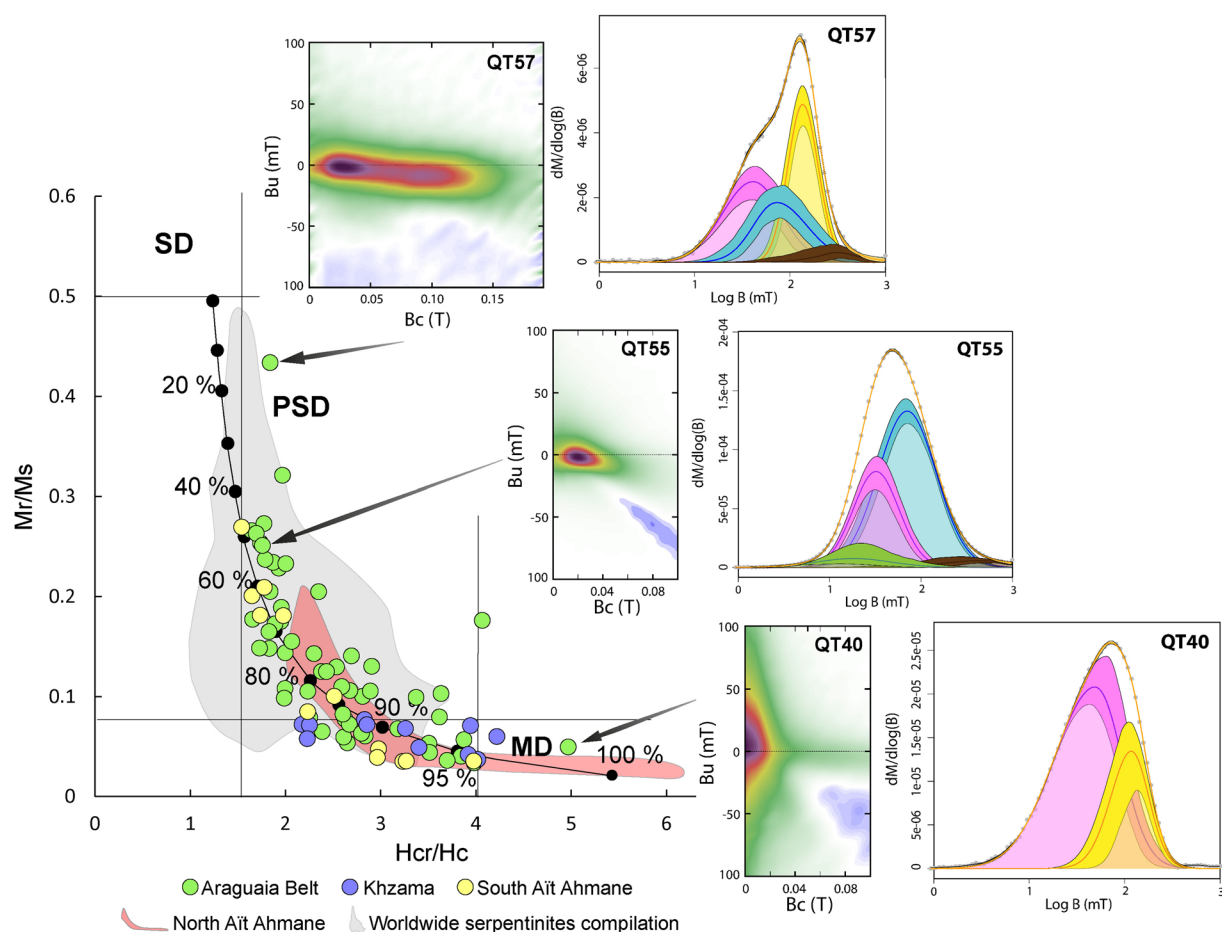 QT57
100
50
0
-50
100
Bu (mT)
0
0.05
0.10
0.15
Bc (T)
QT57
dM/dlog(B)
6e-06
4e-06
2e-06
0
0
1
2
3
Log B (mT)
QT55
100
50
0
-50
100
Bu (mT)
0
0.04
0.08
Bc (T)
QT55
dM/dlog(B)
2e-04
1.5e-04
1e-04
5e-05
0
0
1
2
3
Log B (mT)
QT40
100
50
0
-50
100
Bu (mT)
0
0.04
0.08
Bc (T)
QT40
dM/dlog(B)
2.5e-05
2e-05
1.5e-05
1e-05
5e-06
0
0
1
2
3
Log B (mT)
SD
PSD
MD
20 %
40 %
60 %
80 %
90 %
95 %
100 %
Mr/Ms
0.6
0.5
0.4
0.3
0.2
0.1
0
0
1
2
3
4
5
6
Hcr/Hc
Araguaia Belt
Khzama
South Aït Ahmane
North Aït Ahmane
Worldwide serpentinites compilation